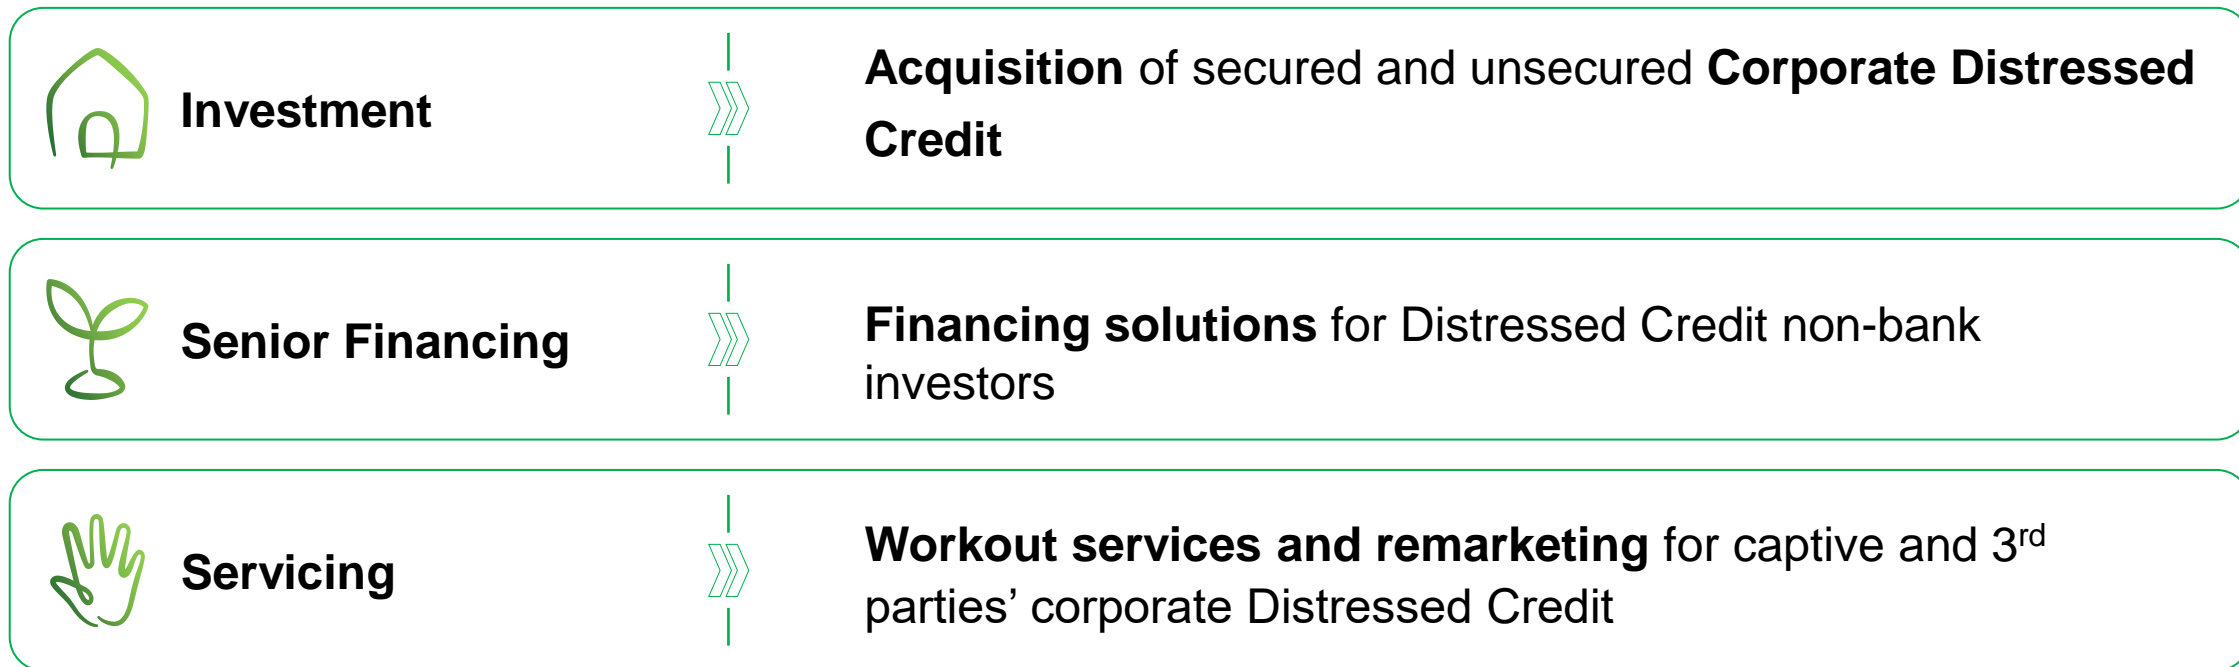 Investment
Acquisition of secured and unsecured Corporate Distressed
Credit
Senior Financing
Financing solutions for Distressed Credit non-bank
investors
Servicing
Workout services and remarketing for captive and 3rd
parties’ corporate Distressed Credit